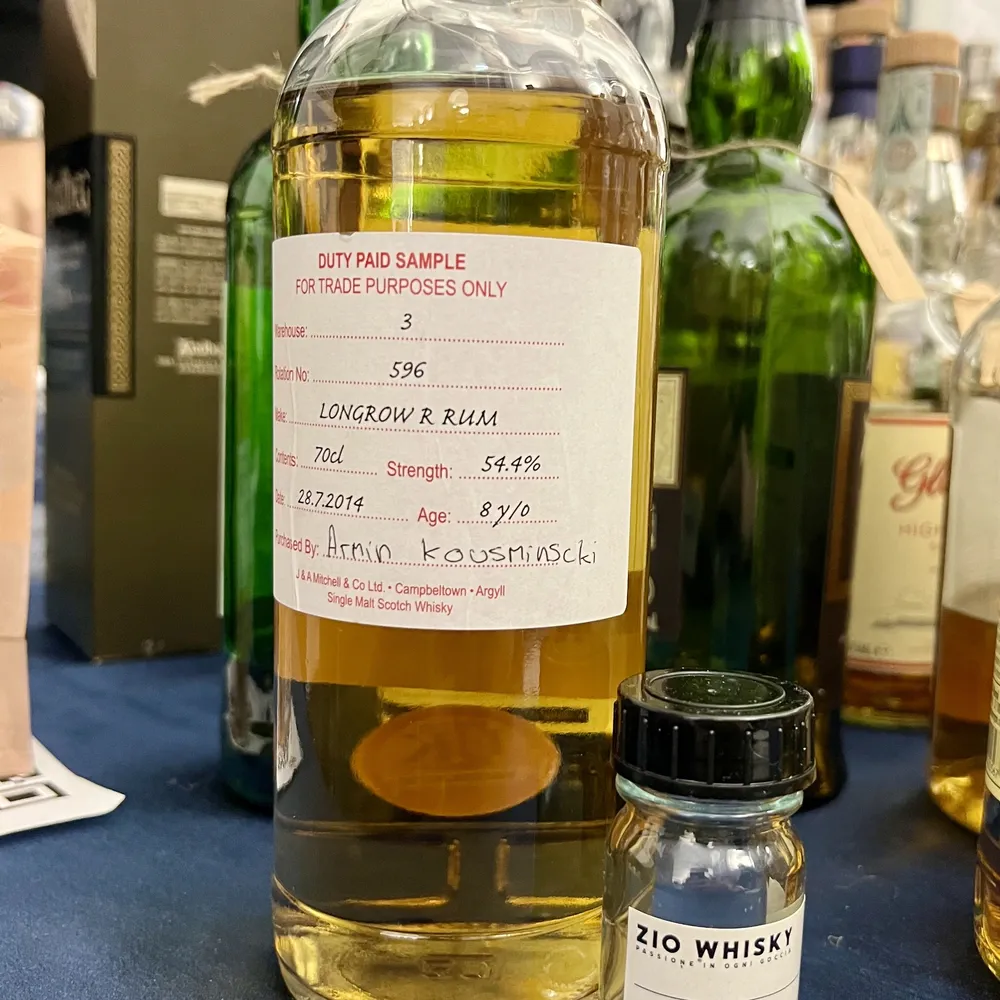 DUTY PAID SAMPLE
FOR TRADE PURPOSES ONLY
Warehouse: 3
Rotation No: 596
Make: LONGROW R RUM
Contents: 70cl Strength: 54.4%
Date: 28.7.2014 Age: 8 y/o
Purchased By: Armin Kousminscki
J & A Mitchell & Co Ltd. • Campbeltown • Argyll
Single Malt Scotch Whisky
ZIO WHISKY
PASSIONE IN OGNI GOCCIA